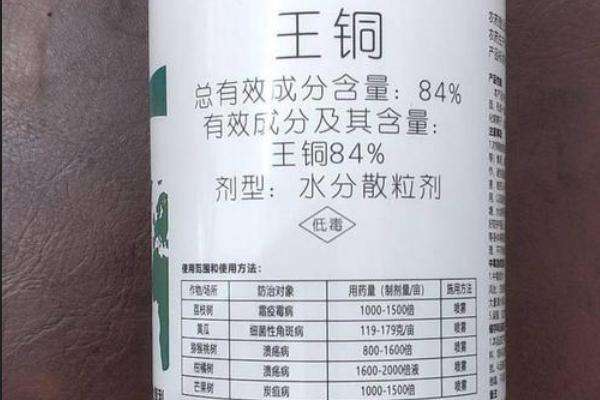 王铜
总有效成分含量：84%
有效成分及其含量：
王铜84%
剂型：水分散粒剂
低毒
使用范围和使用方法：
作物/场所 防治对象 用药量（制剂量/亩） 施用方法
荔枝树 霜疫霉病 1000-1500倍 喷雾
黄瓜 细菌性角斑病 119-179克/亩 喷雾
猕猴桃树 溃疡病 800-1600倍 喷雾
柑橘树 溃疡病 1600-2000倍液 喷雾
芒果树 炭疽病 1000-1500倍 喷雾